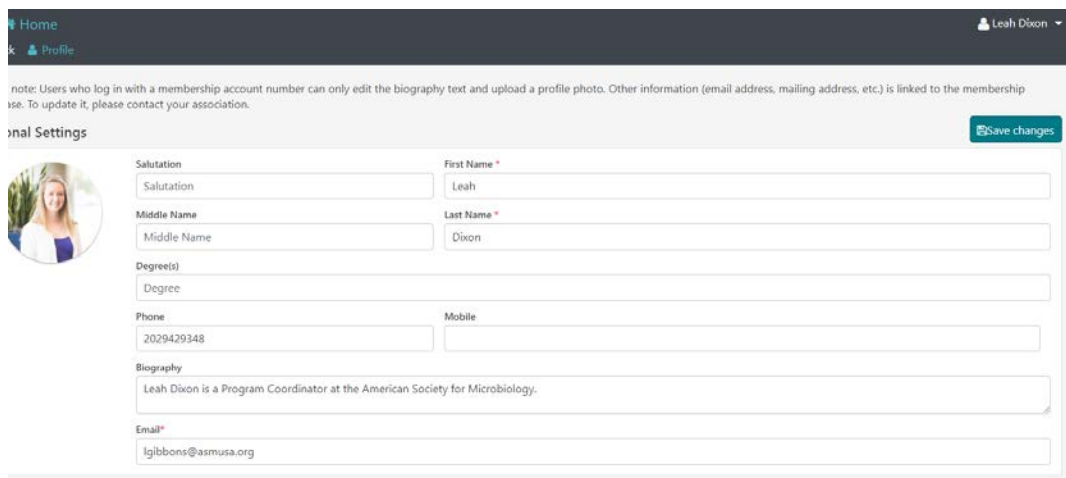 Home
Leah Dixon
k Profile
note: Users who log in with a membership account number can only edit the biography text and upload a profile photo. Other information (email address, mailing address, etc.) is linked to the membership
ase. To update it, please contact your association.
onal Settings
Save changes
Salutation
First Name *
Salutation
Leah
Middle Name
Last Name *
Middle Name
Dixon
Degree(s)
Degree
Phone
Mobile
2029429348
Biography
Leah Dixon is a Program Coordinator at the American Society for Microbiology.
Email*
lgibbons@asmusa.org